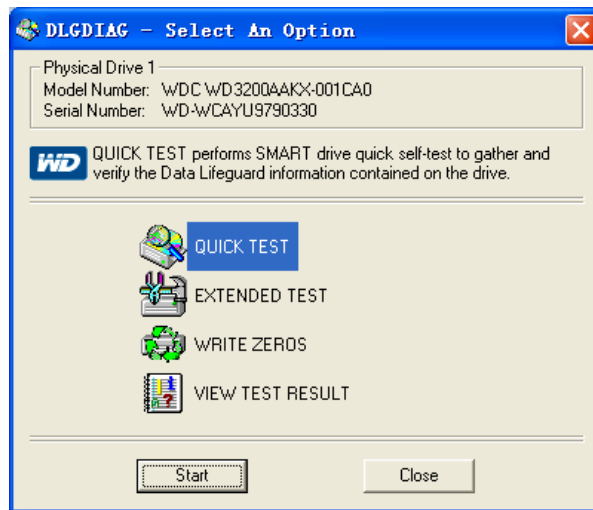 DLGDIAG - Select An Option
Physical Drive 1
Model Number: WDC WD3200AAKX-001CA0
Serial Number: WD-WCAYU9790330
WD
QUICK TEST performs SMART drive quick self-test to gather and
verify the Data Lifeguard information contained on the drive.
QUICK TEST
EXTENDED TEST
WRITE ZEROS
VIEW TEST RESULT
Start Close